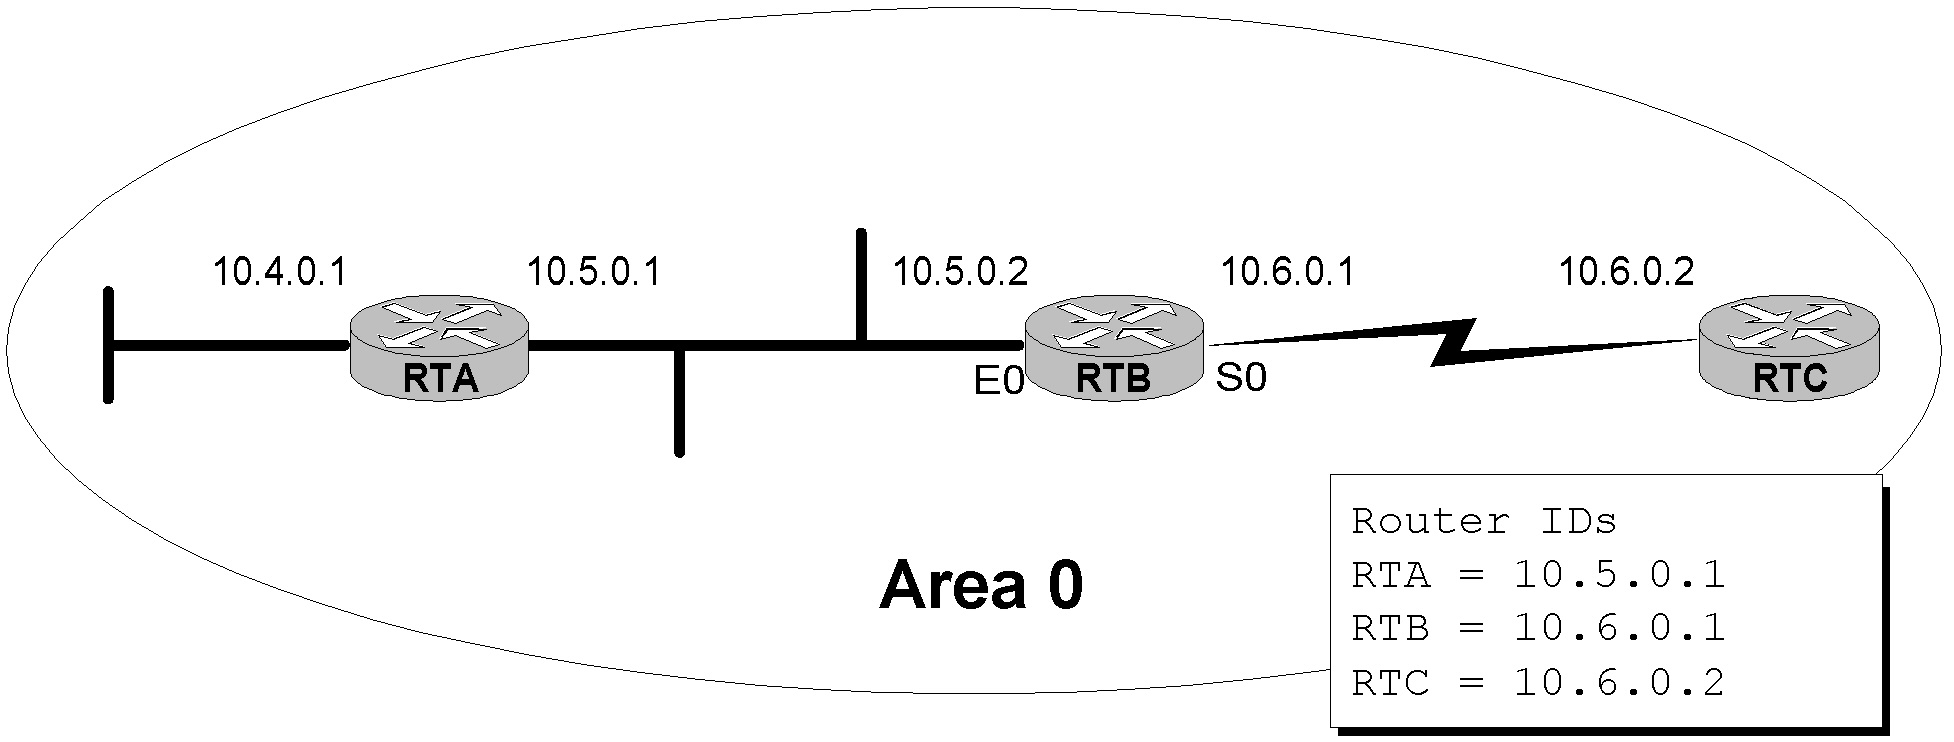 10.4.0.1
10.5.0.1
10.5.0.2
10.6.0.1
10.6.0.2
RTA
E0
RTB
S0
RTC
Area 0
Router IDs
RTA = 10.5.0.1
RTB = 10.6.0.1
RTC = 10.6.0.2